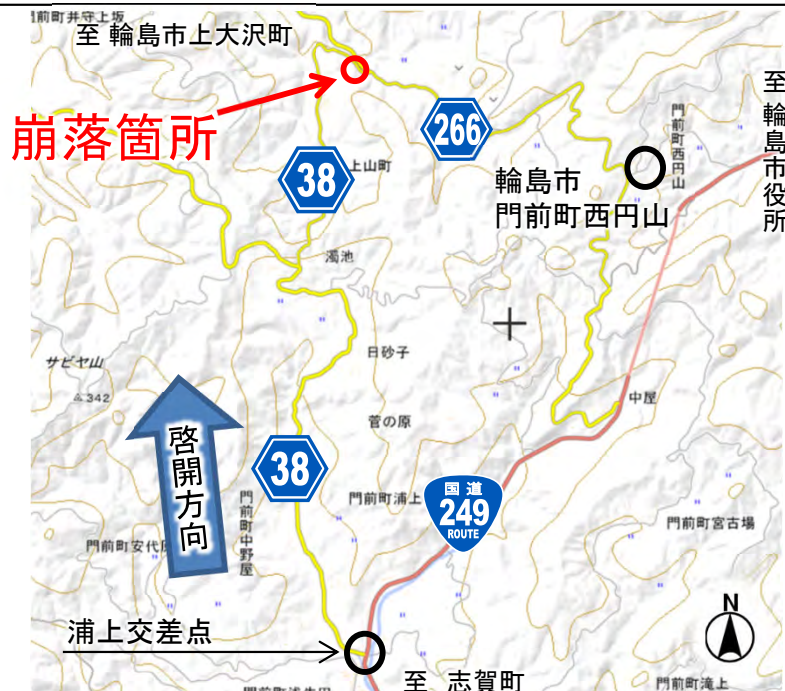 門前町井守上坂
至 輪島市上大沢町
崩落箇所
266
38
上山町
門前町西円山
至 輪島市役所
輪島市
門前町西円山
濁池
日砂子
サビヤ山
342
中屋
菅の原
啓開方向
38
門前町中野屋
門前町浦上
国道
249
ROUTE
門前町宮古場
門前町安代原
N
浦上交差点
至 志賀町
門前町滝上